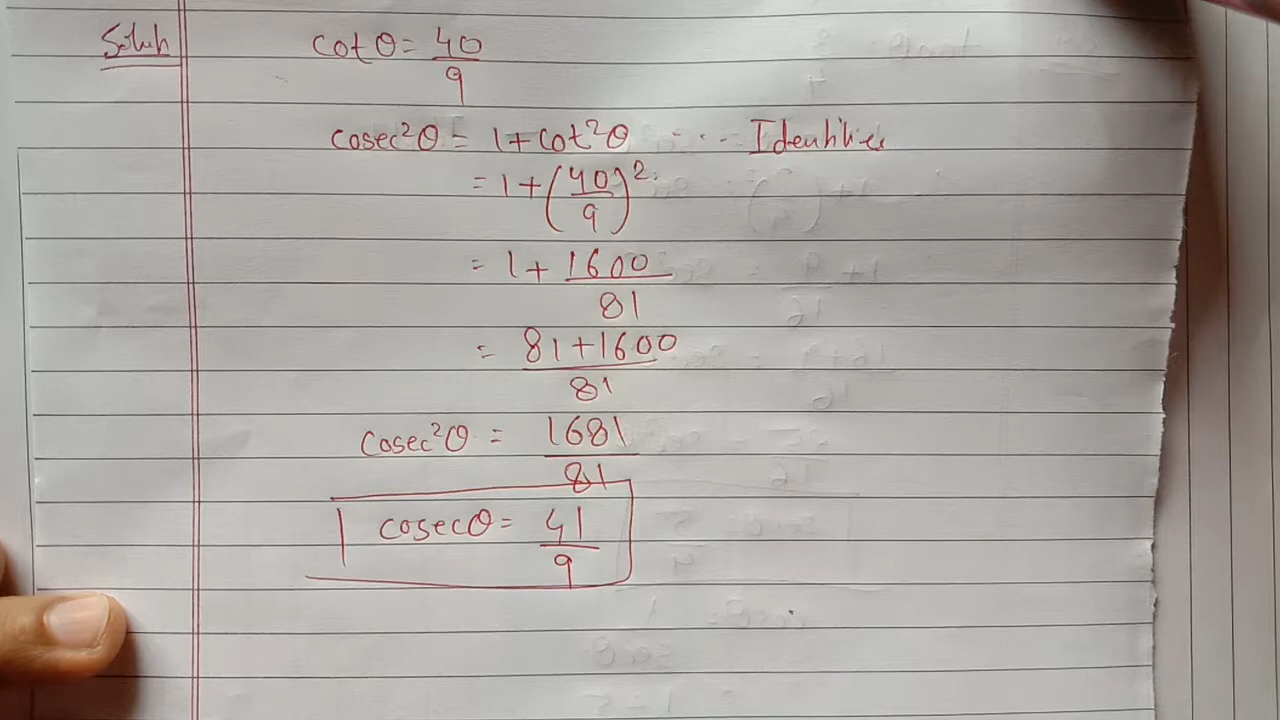 Soluh
cotθ = 40/9
cosec²θ = 1+cot²θ ... Identities
= 1+(40/9)²
= 1+ 1600/81
= 81+1600/81
cosec²θ = 1681/81
cosecθ = 41/9